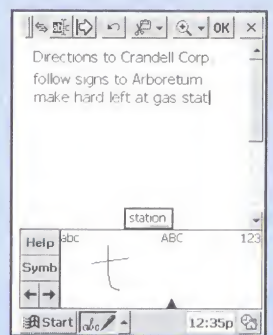 OK
Directions to Crandell Corp
follow signs to Arboretum
make hard left at gas stat
station
Help abc ABC 123
Symb t
Start abc 12:35p